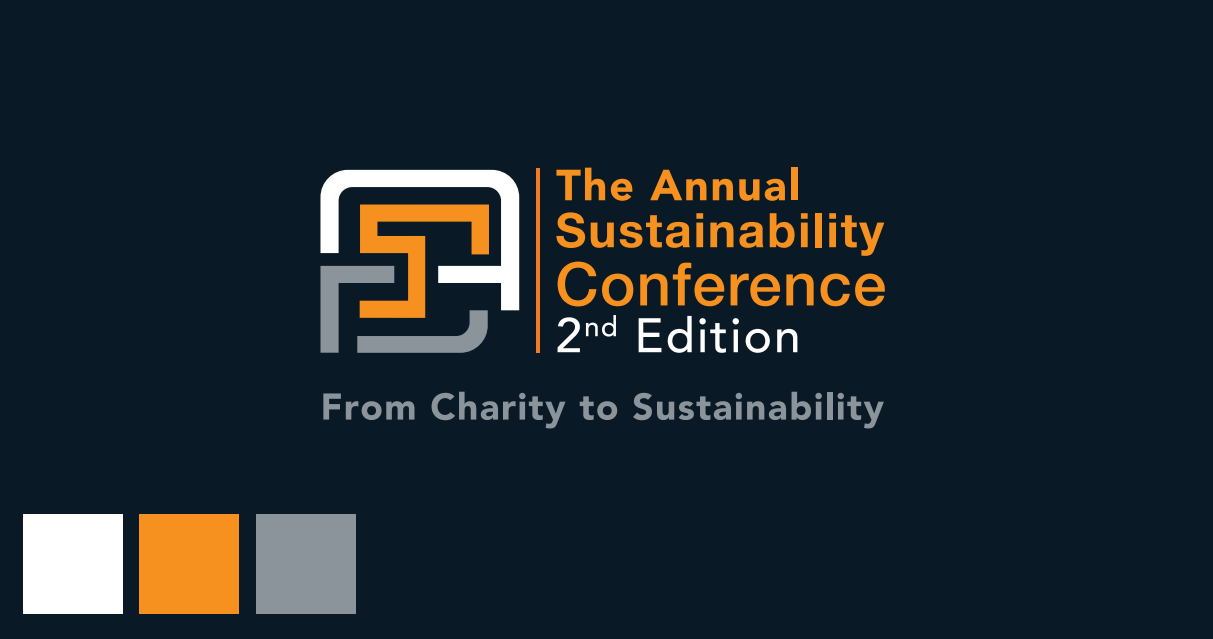 The Annual
Sustainability
Conference
2nd Edition
From Charity to Sustainability